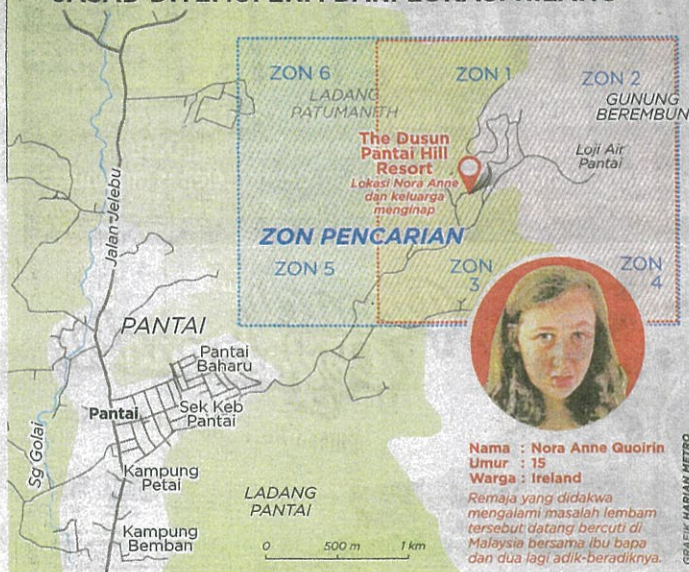 DARI LOKASI HILANG
ZON 6
ZON 1
ZON 2
LADANG
PATUMANITH
GUNUNG
BEREMBUN
The Dusun
Pantai Hill
Resort
Lokasi Nora Anne
dan keluarga
menginap
Loji Air
Pantai
Jalan Jelebu
ZON PENCARIAN
ZON 5
ZON
3
ZON
4
PANTAI
Pantai
Baharu
Pantai
Sek Keb
Pantai
Sg Golai
Kampung
Petai
LADANG
PANTAI
Kampung
Bemban
0 500 m 1 km
Nama : Nora Anne Quoirin
Umur : 15
Warga : Ireland
Remaja yang didakwa
mengalami masalah lembam
tersebut datang bercuti di
Malaysia bersama ibu bapa
dan dua lagi adik-beradiknya.
GRAFIK HARIAN METRO